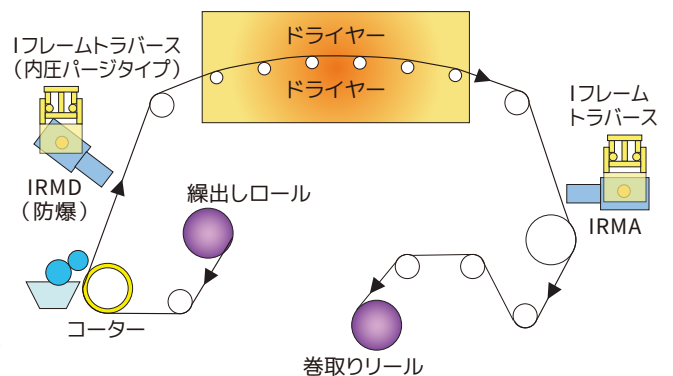 Iフレームトラバース
（内圧パージタイプ）
IRMD
（防爆）
ドライヤー
ドライヤー
Iフレーム
トラバース
IRMA
繰出しロール
コーター
巻取りリール